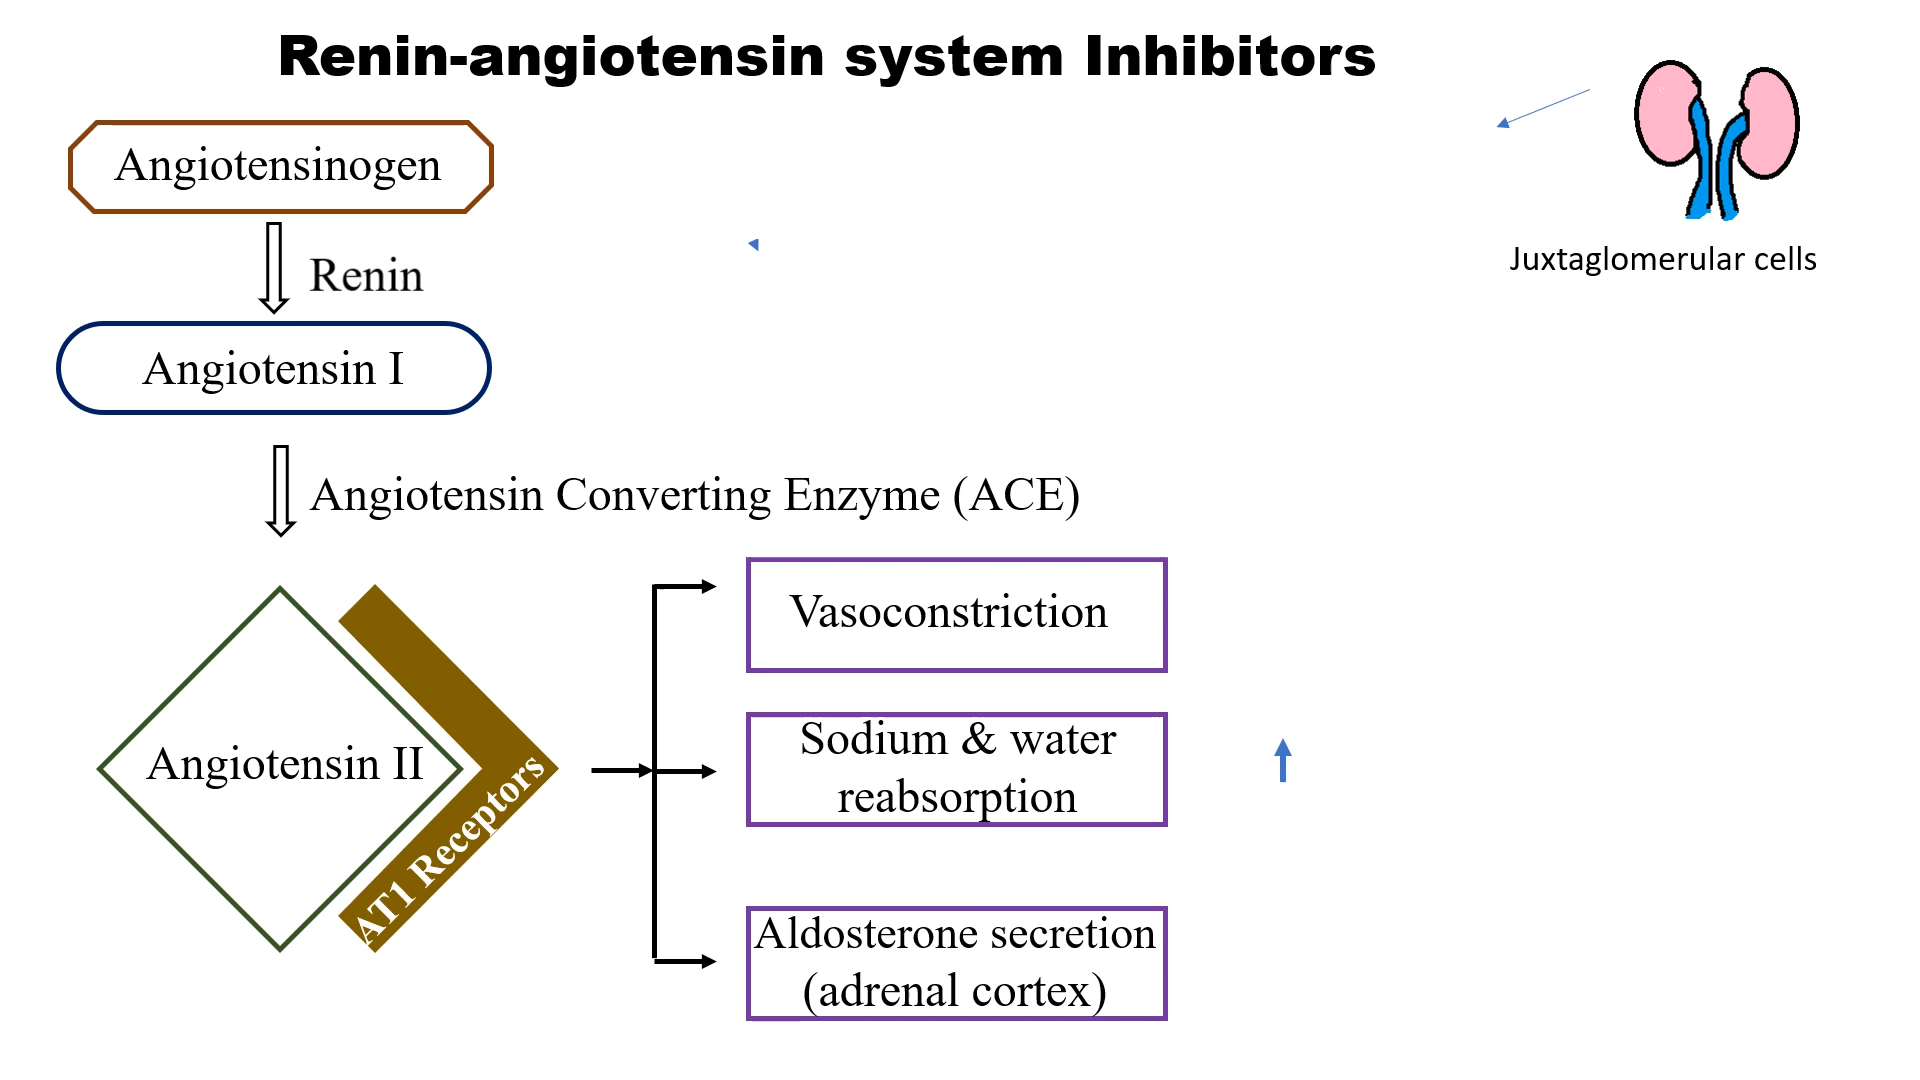 Renin-angiotensin system Inhibitors
Angiotensinogen
Renin
Juxtaglomerular cells
Angiotensin I
Angiotensin Converting Enzyme (ACE)
Angiotensin II
AT1 Receptors
Vasoconstriction
Sodium & water
reabsorption
Aldosterone secretion
(adrenal cortex)